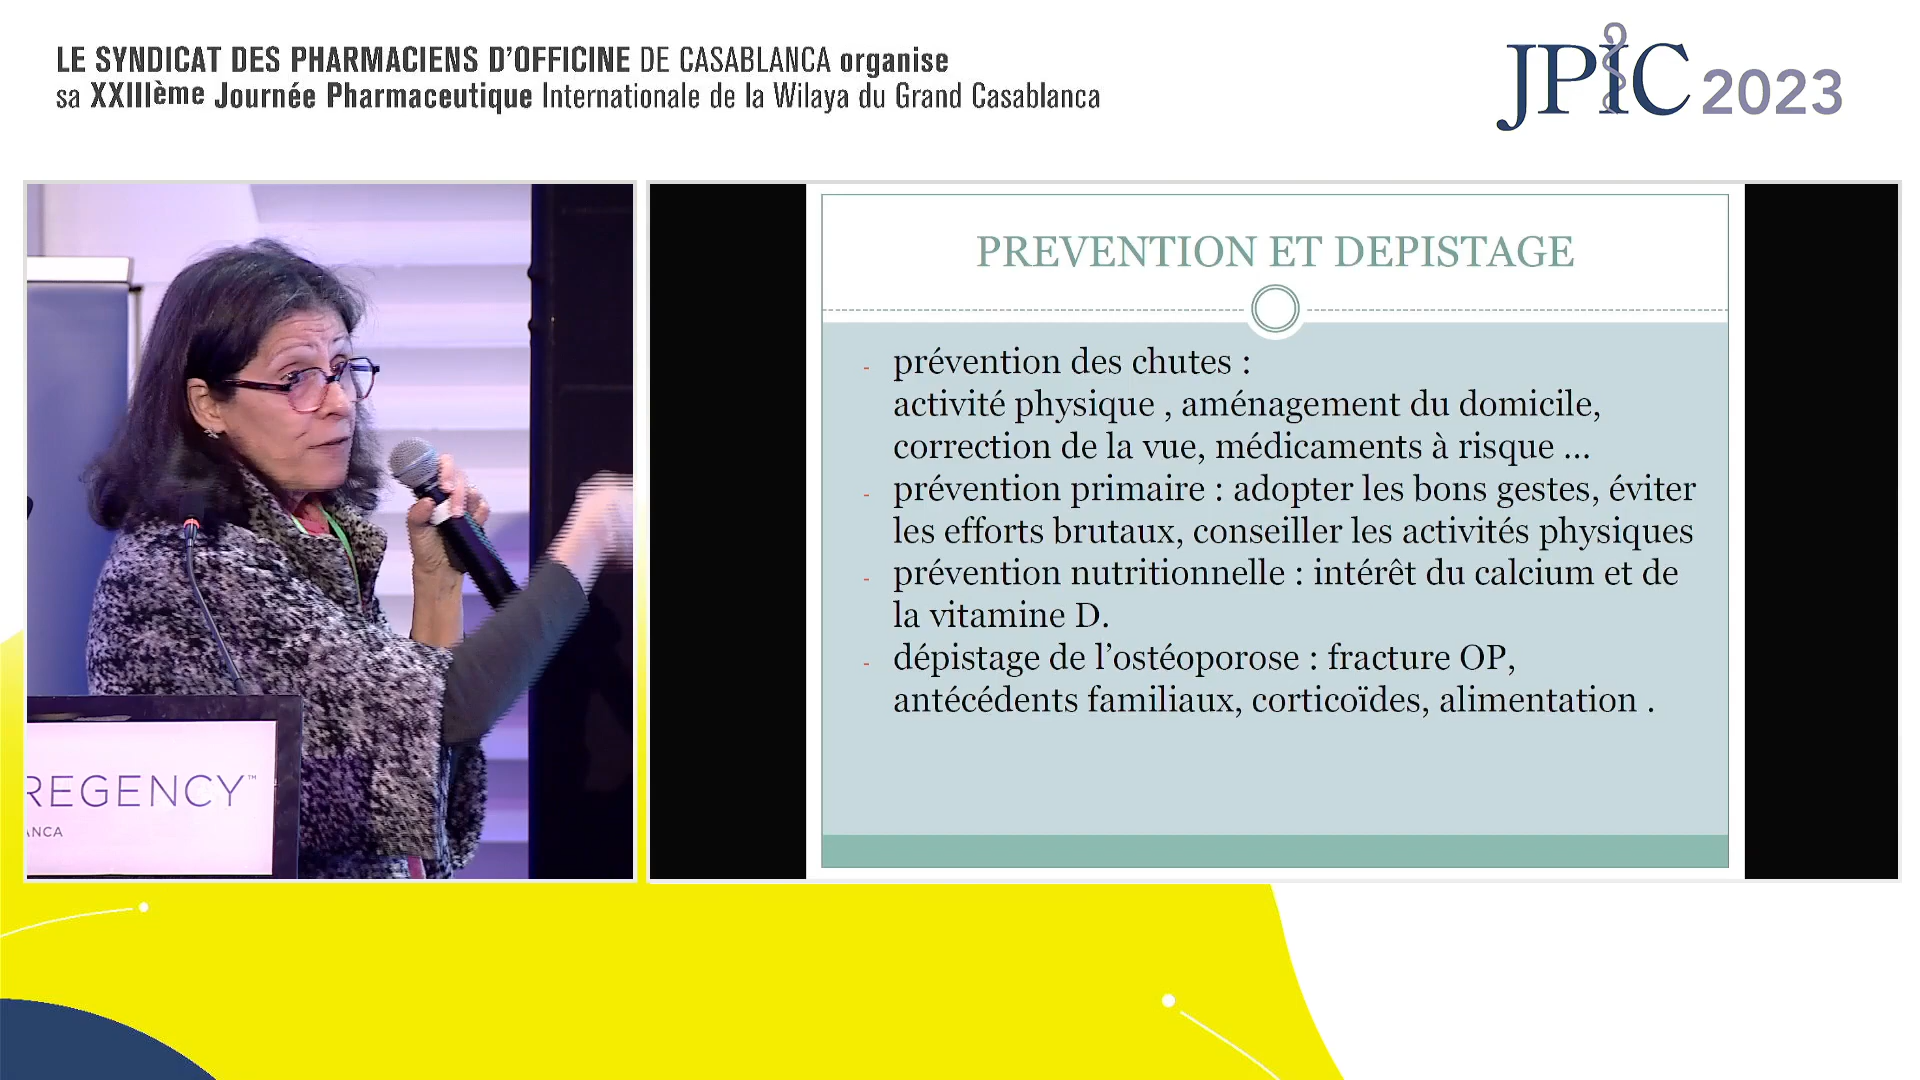 LE SYNDICAT DES PHARMACIENS D'OFFICINE DE CASABLANCA organise
sa XXIIIème Journée Pharmaceutique Internationale de la Wilaya du Grand Casablanca
JPIC 2023
PREVENTION ET DEPISTAGE
- prévention des chutes :
activité physique , aménagement du domicile,
correction de la vue, médicaments à risque ...
- prévention primaire : adopter les bons gestes, éviter
les efforts brutaux, conseiller les activités physiques
- prévention nutritionnelle : intérêt du calcium et de
la vitamine D.
- dépistage de l'ostéoporose : fracture OP,
antécédents familiaux, corticoïdes, alimentation .
REGENCY™
ANCA